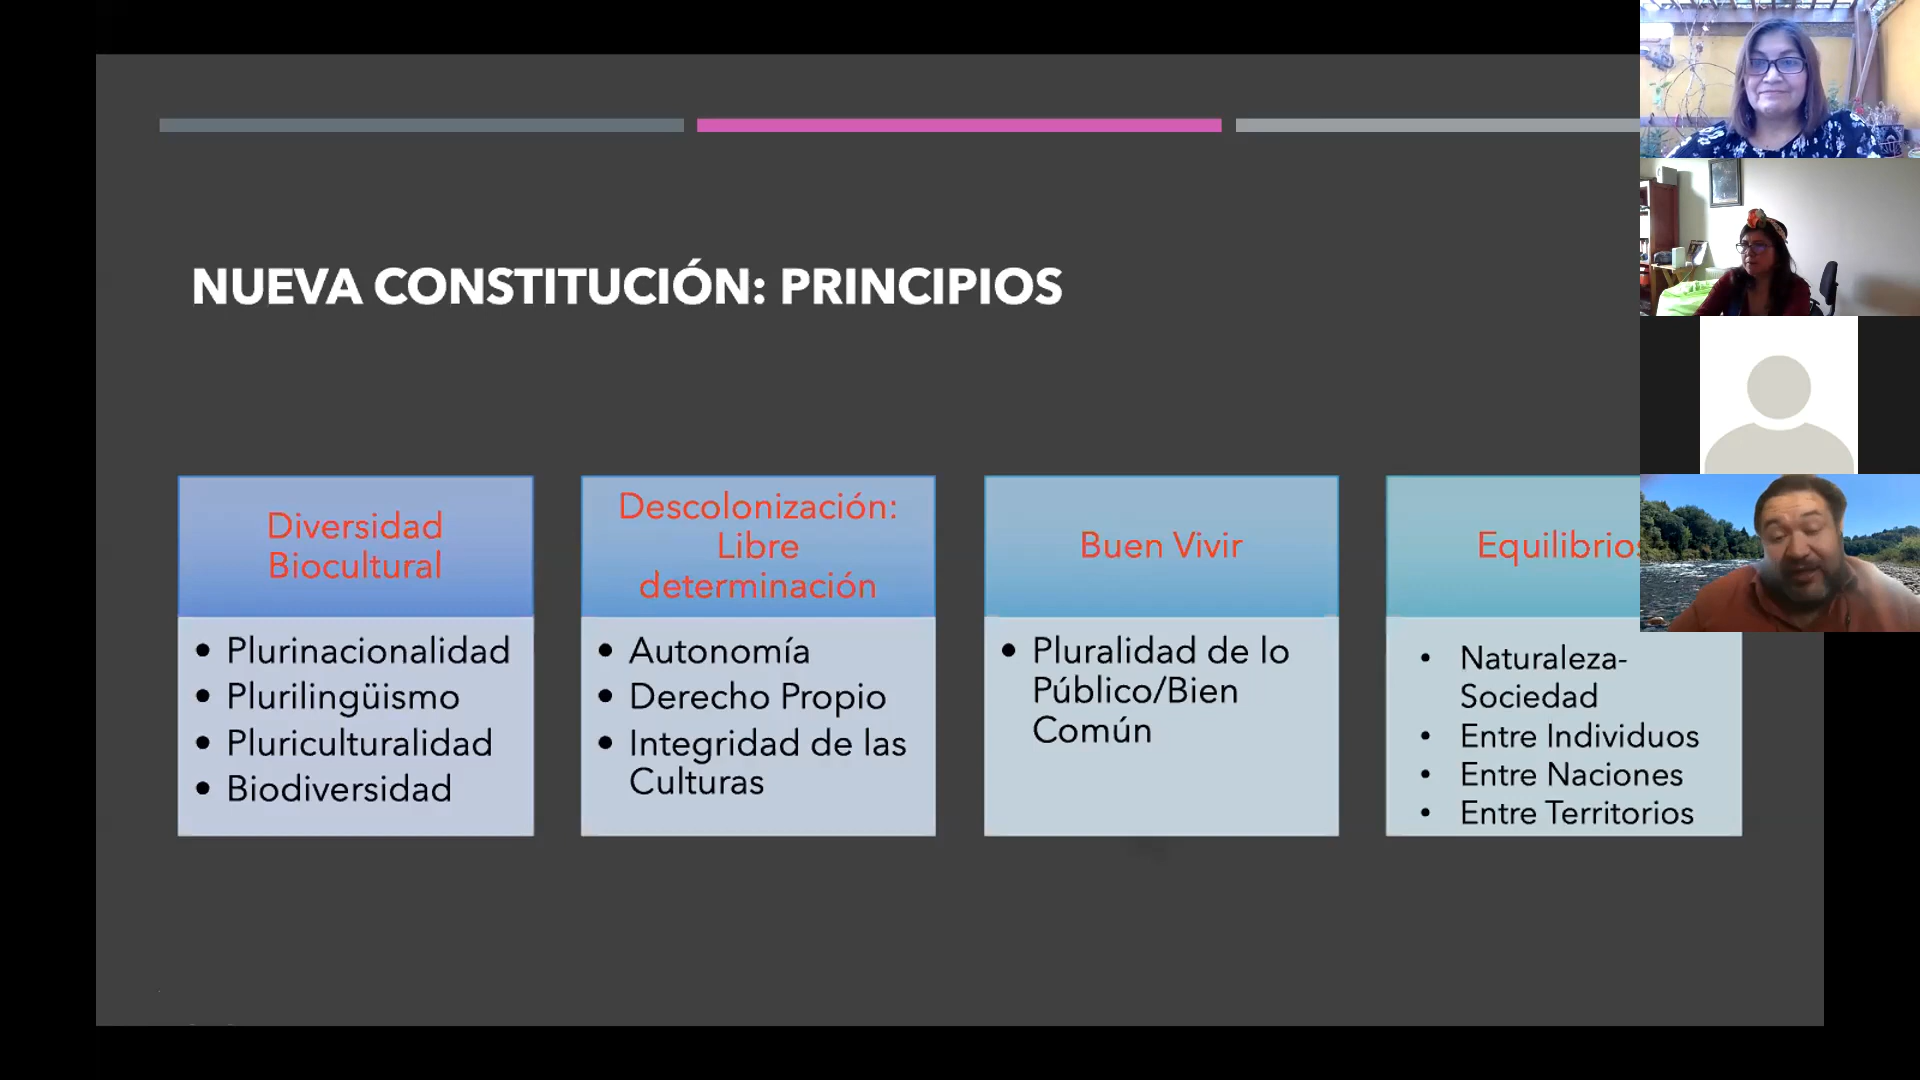 NUEVA CONSTITUCIÓN: PRINCIPIOS
Diversidad
Biocultural
• Plurinacionalidad
• Plurilingüismo
• Pluriculturalidad
• Biodiversidad
Descolonización:
Libre
determinación
• Autonomía
• Derecho Propio
• Integridad de las
Culturas
Buen Vivir
• Pluralidad de lo
Público/Bien
Común
Equilibrios
• Naturaleza-
Sociedad
• Entre Individuos
• Entre Naciones
• Entre Territorios